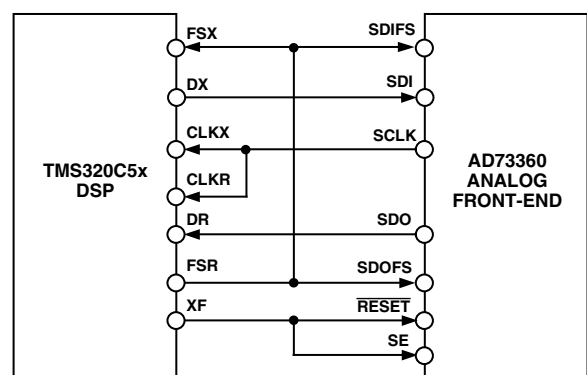 FSX SDIFS
DX SDI
CLKX SCLK
TMS320C5x
DSP
AD73360
ANALOG
FRONT-END
CLKR
DR SDO
FSR SDOFS
XF RESET
SE